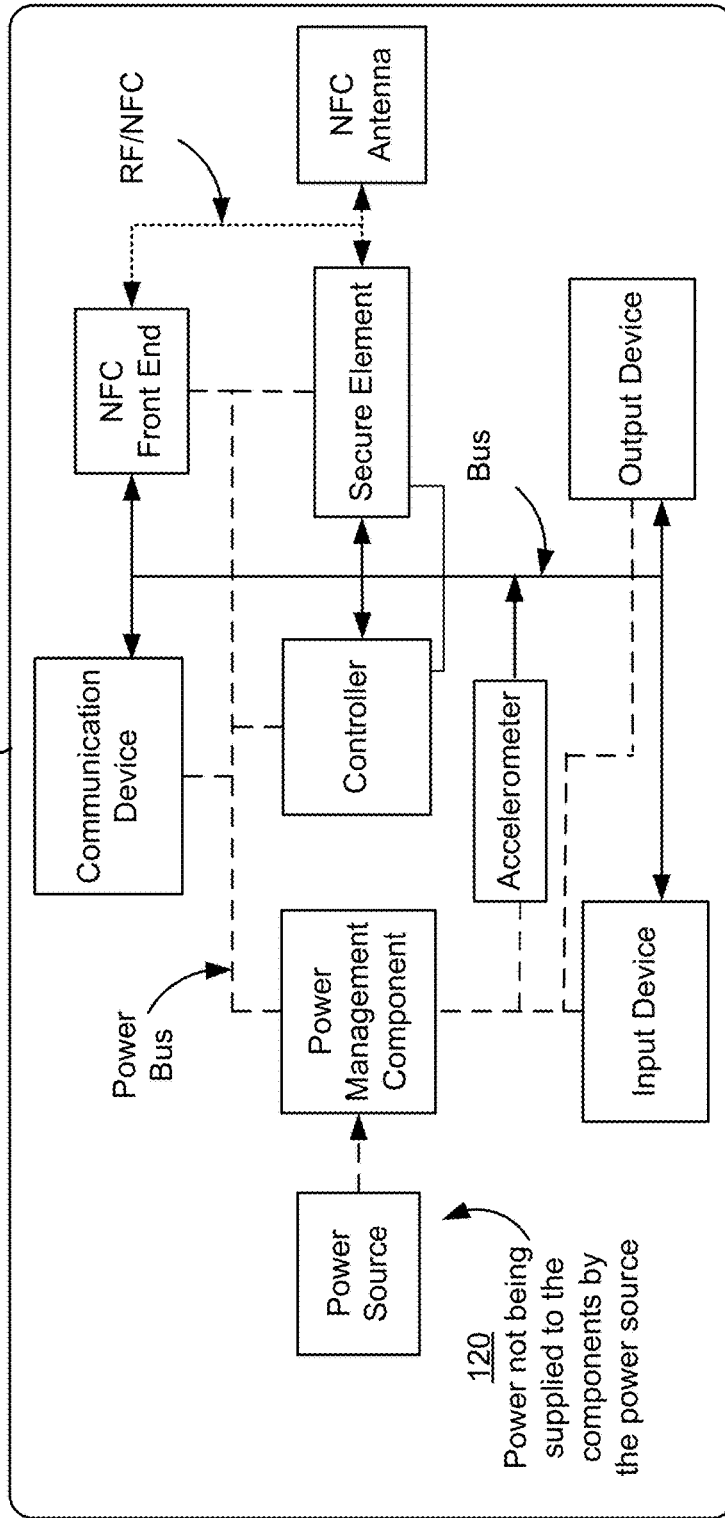 Communication
Device
NFC
Front End
RF/NFC
NFC
Antenna
Power
Bus
Controller
Secure Element
Power
Source
Power
Management
Component
Accelerometer
Bus
120
Power not being
supplied to the
components by
the power source
Input Device
Output Device